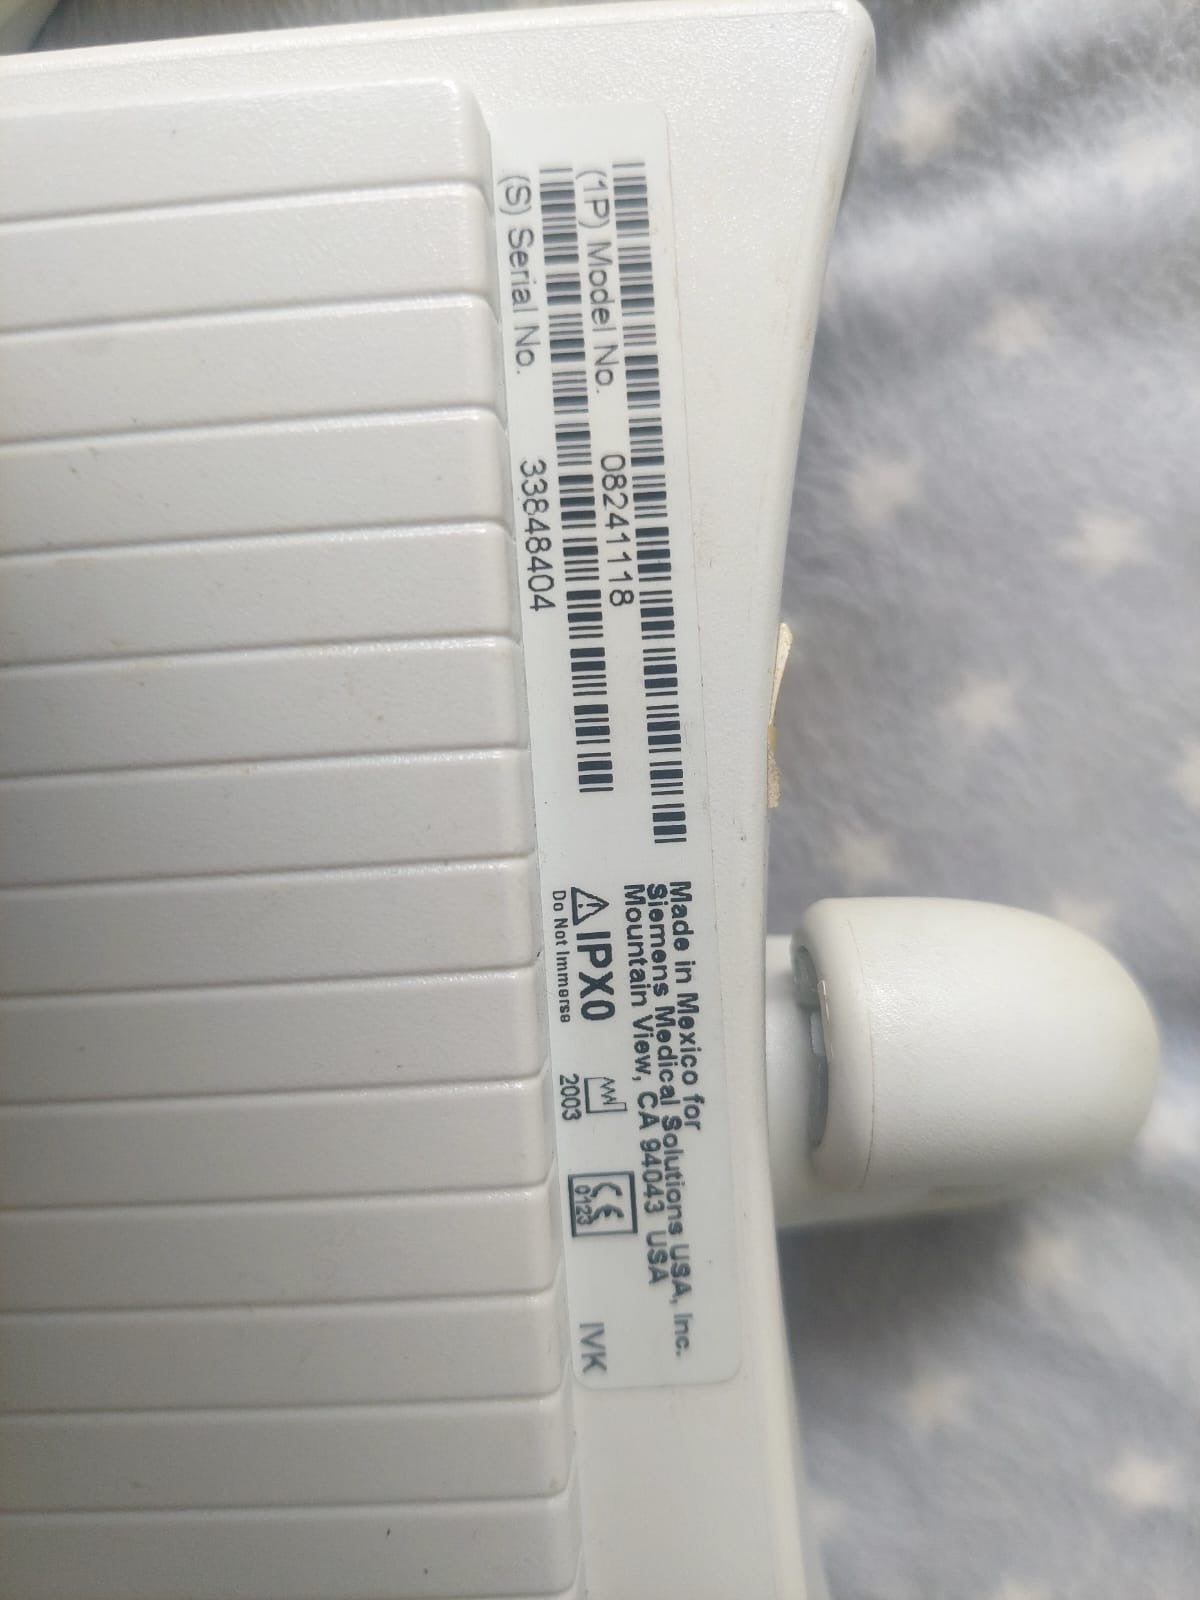 (1P) Model No. 08241118
(S) Serial No. 33848404
Made in Mexico for
Siemens Medical Solutions USA, Inc.
Mountain View, CA 94043 USA
IPX0
Do Not Immerse
2003
CE
0123
IVK